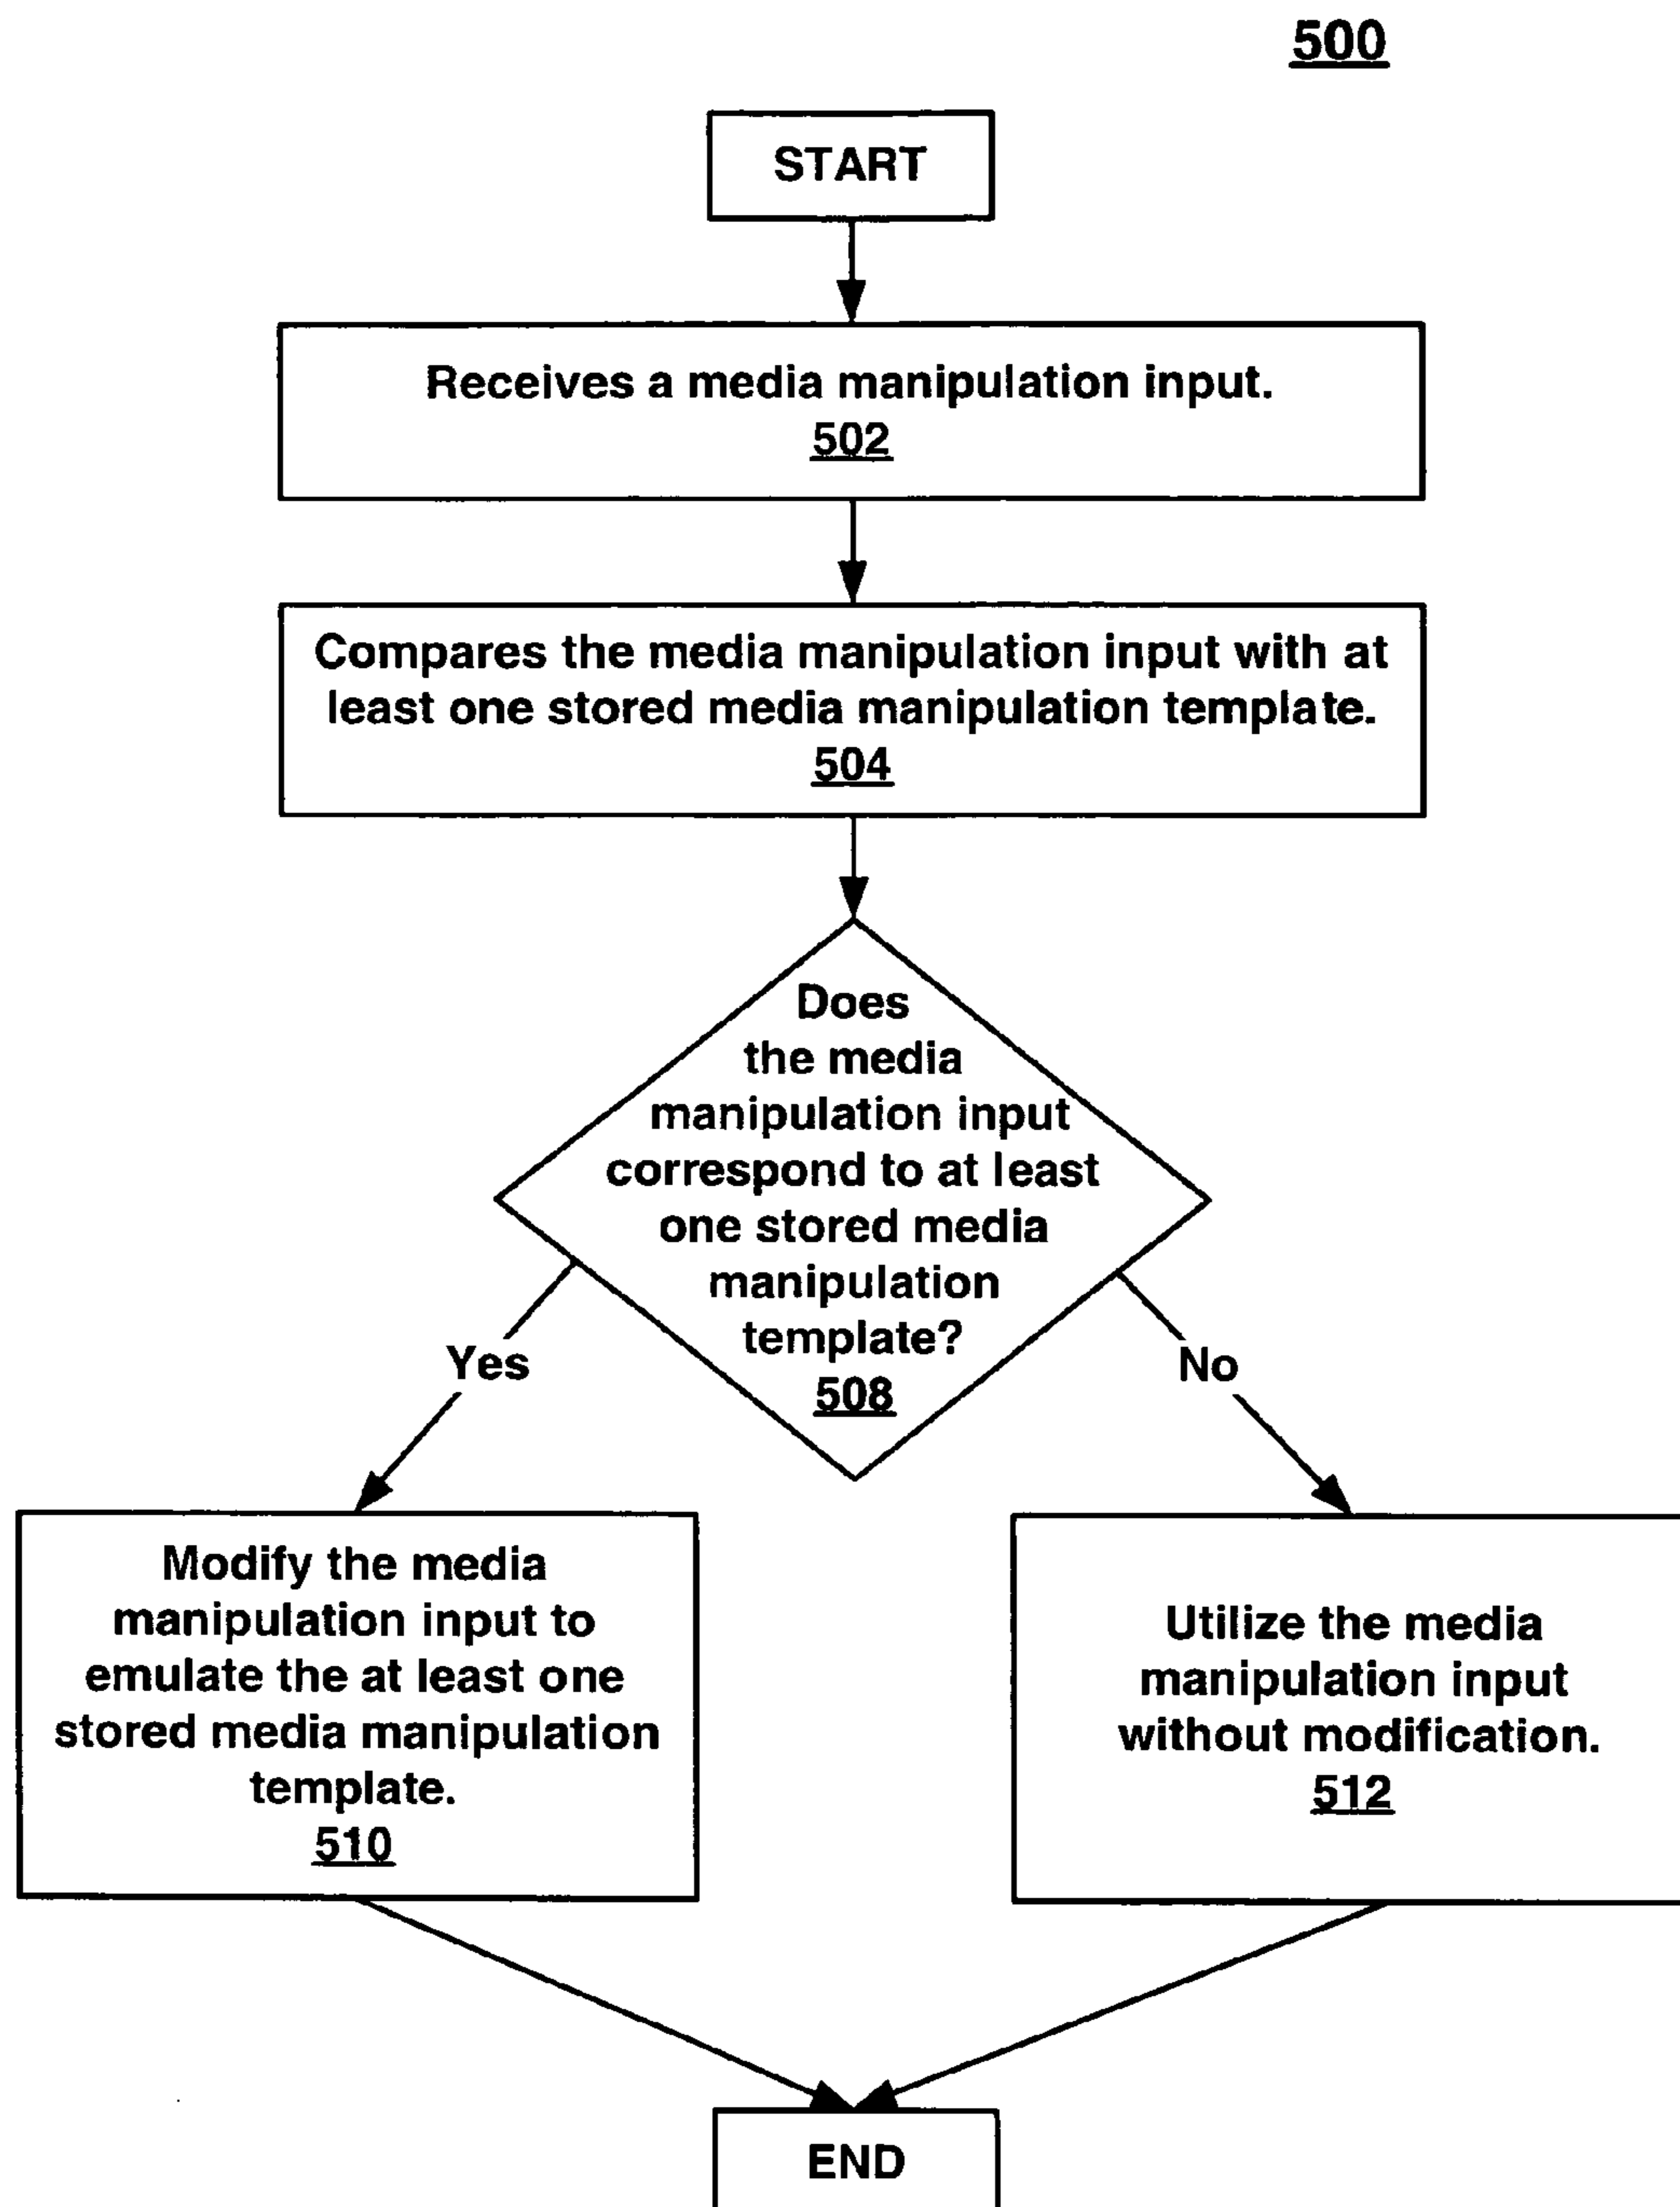 500
START
Receives a media manipulation input.
502
Compares the media manipulation input with at
least one stored media manipulation template.
504
Does
the media
manipulation input
correspond to at least
one stored media
manipulation
template?
508
Yes
No
Modify the media
manipulation input to
emulate the at least one
stored media manipulation
template.
510
Utilize the media
manipulation input
without modification.
512
END